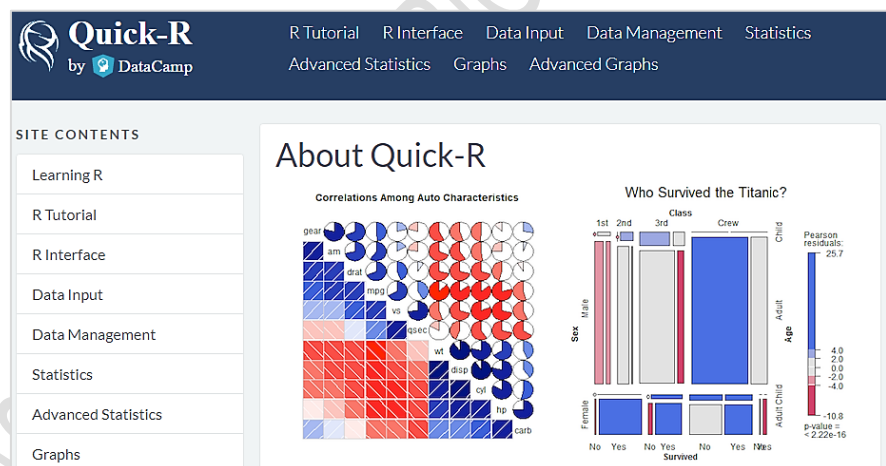 Quick-R
by DataCamp
R Tutorial R Interface Data Input Data Management Statistics
Advanced Statistics Graphs Advanced Graphs
SITE CONTENTS
Learning R
R Tutorial
R Interface
Data Input
Data Management
Statistics
Advanced Statistics
Graphs
About Quick-R
Correlations Among Auto Characteristics
gear
am
drat
mpg
vs
qsec
wt
disp
cyl
hp
carb
Who Survived the Titanic?
Class
1st 2nd 3rd Crew
Child
Adult
Male
Sex
Age
Female
Adult Child
No Yes No Yes No Yes
Survived
Pearson
residuals:
25.7
4.0
2.0
0.0
-2.0
-4.0
-10.8
p-value =
< 2.22e-16